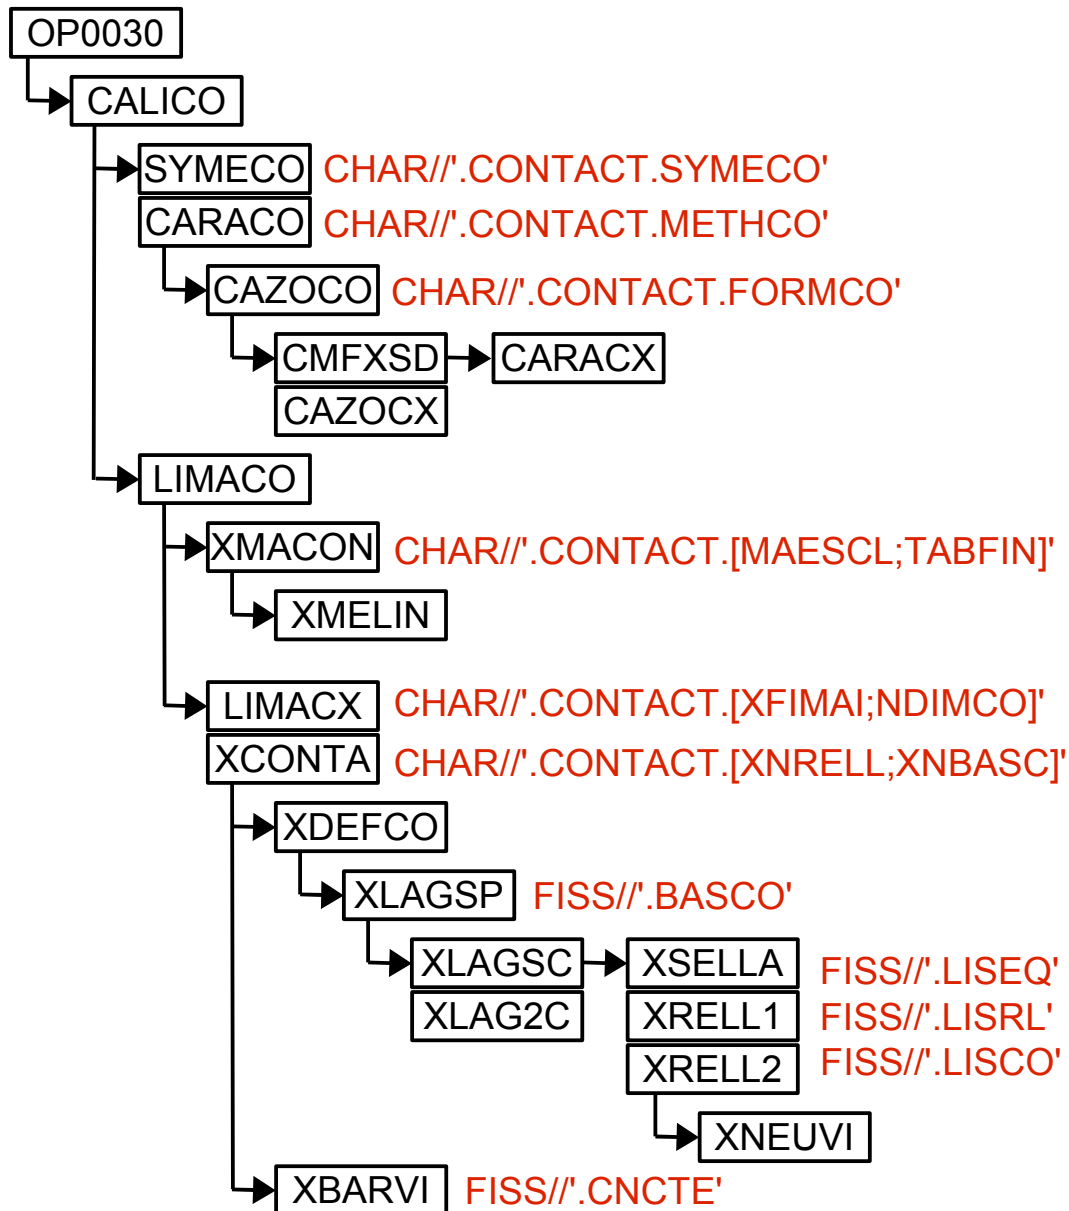 OP0030
CALICO
SYMECO CHAR//'.CONTACT.SYMECO'
CARACO CHAR//'.CONTACT.METHCO'
CAZOCO CHAR//'.CONTACT.FORMCO'
CMFXSD CARACX
CAZOCX
LIMACO
XMACON CHAR//'.CONTACT.[MAESCL;TABFIN]'
XMELIN
LIMACX CHAR//'.CONTACT.[XFIMAI;NDIMCO]'
XCONTA CHAR//'.CONTACT.[XNRELL;XNBASC]'
XDEFCO
XLAGSP FISS//'.BASCO'
XLAGSC XSELLA FISS//'.LISEQ'
XLAG2C XRELL1 FISS//'.LISRL'
XRELL2 FISS//'.LISCO'
XNEUVI
XBARVI FISS//'.CNCTE'